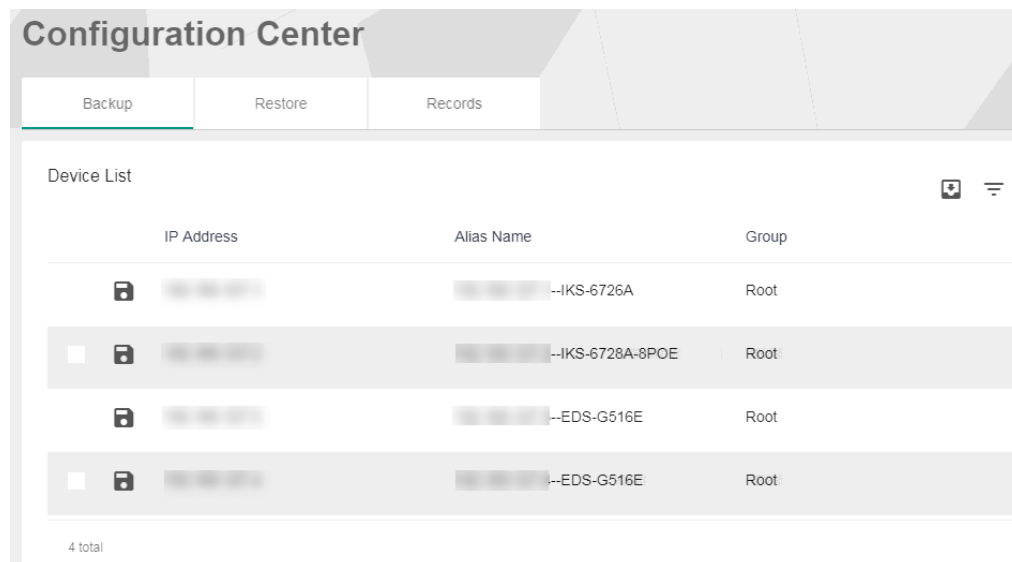 Configuration Center
Backup Restore Records
Device List
IP Address Alias Name Group
--IKS-6726A Root
--IKS-6728A-8POE Root
--EDS-G516E Root
--EDS-G516E Root
4 total